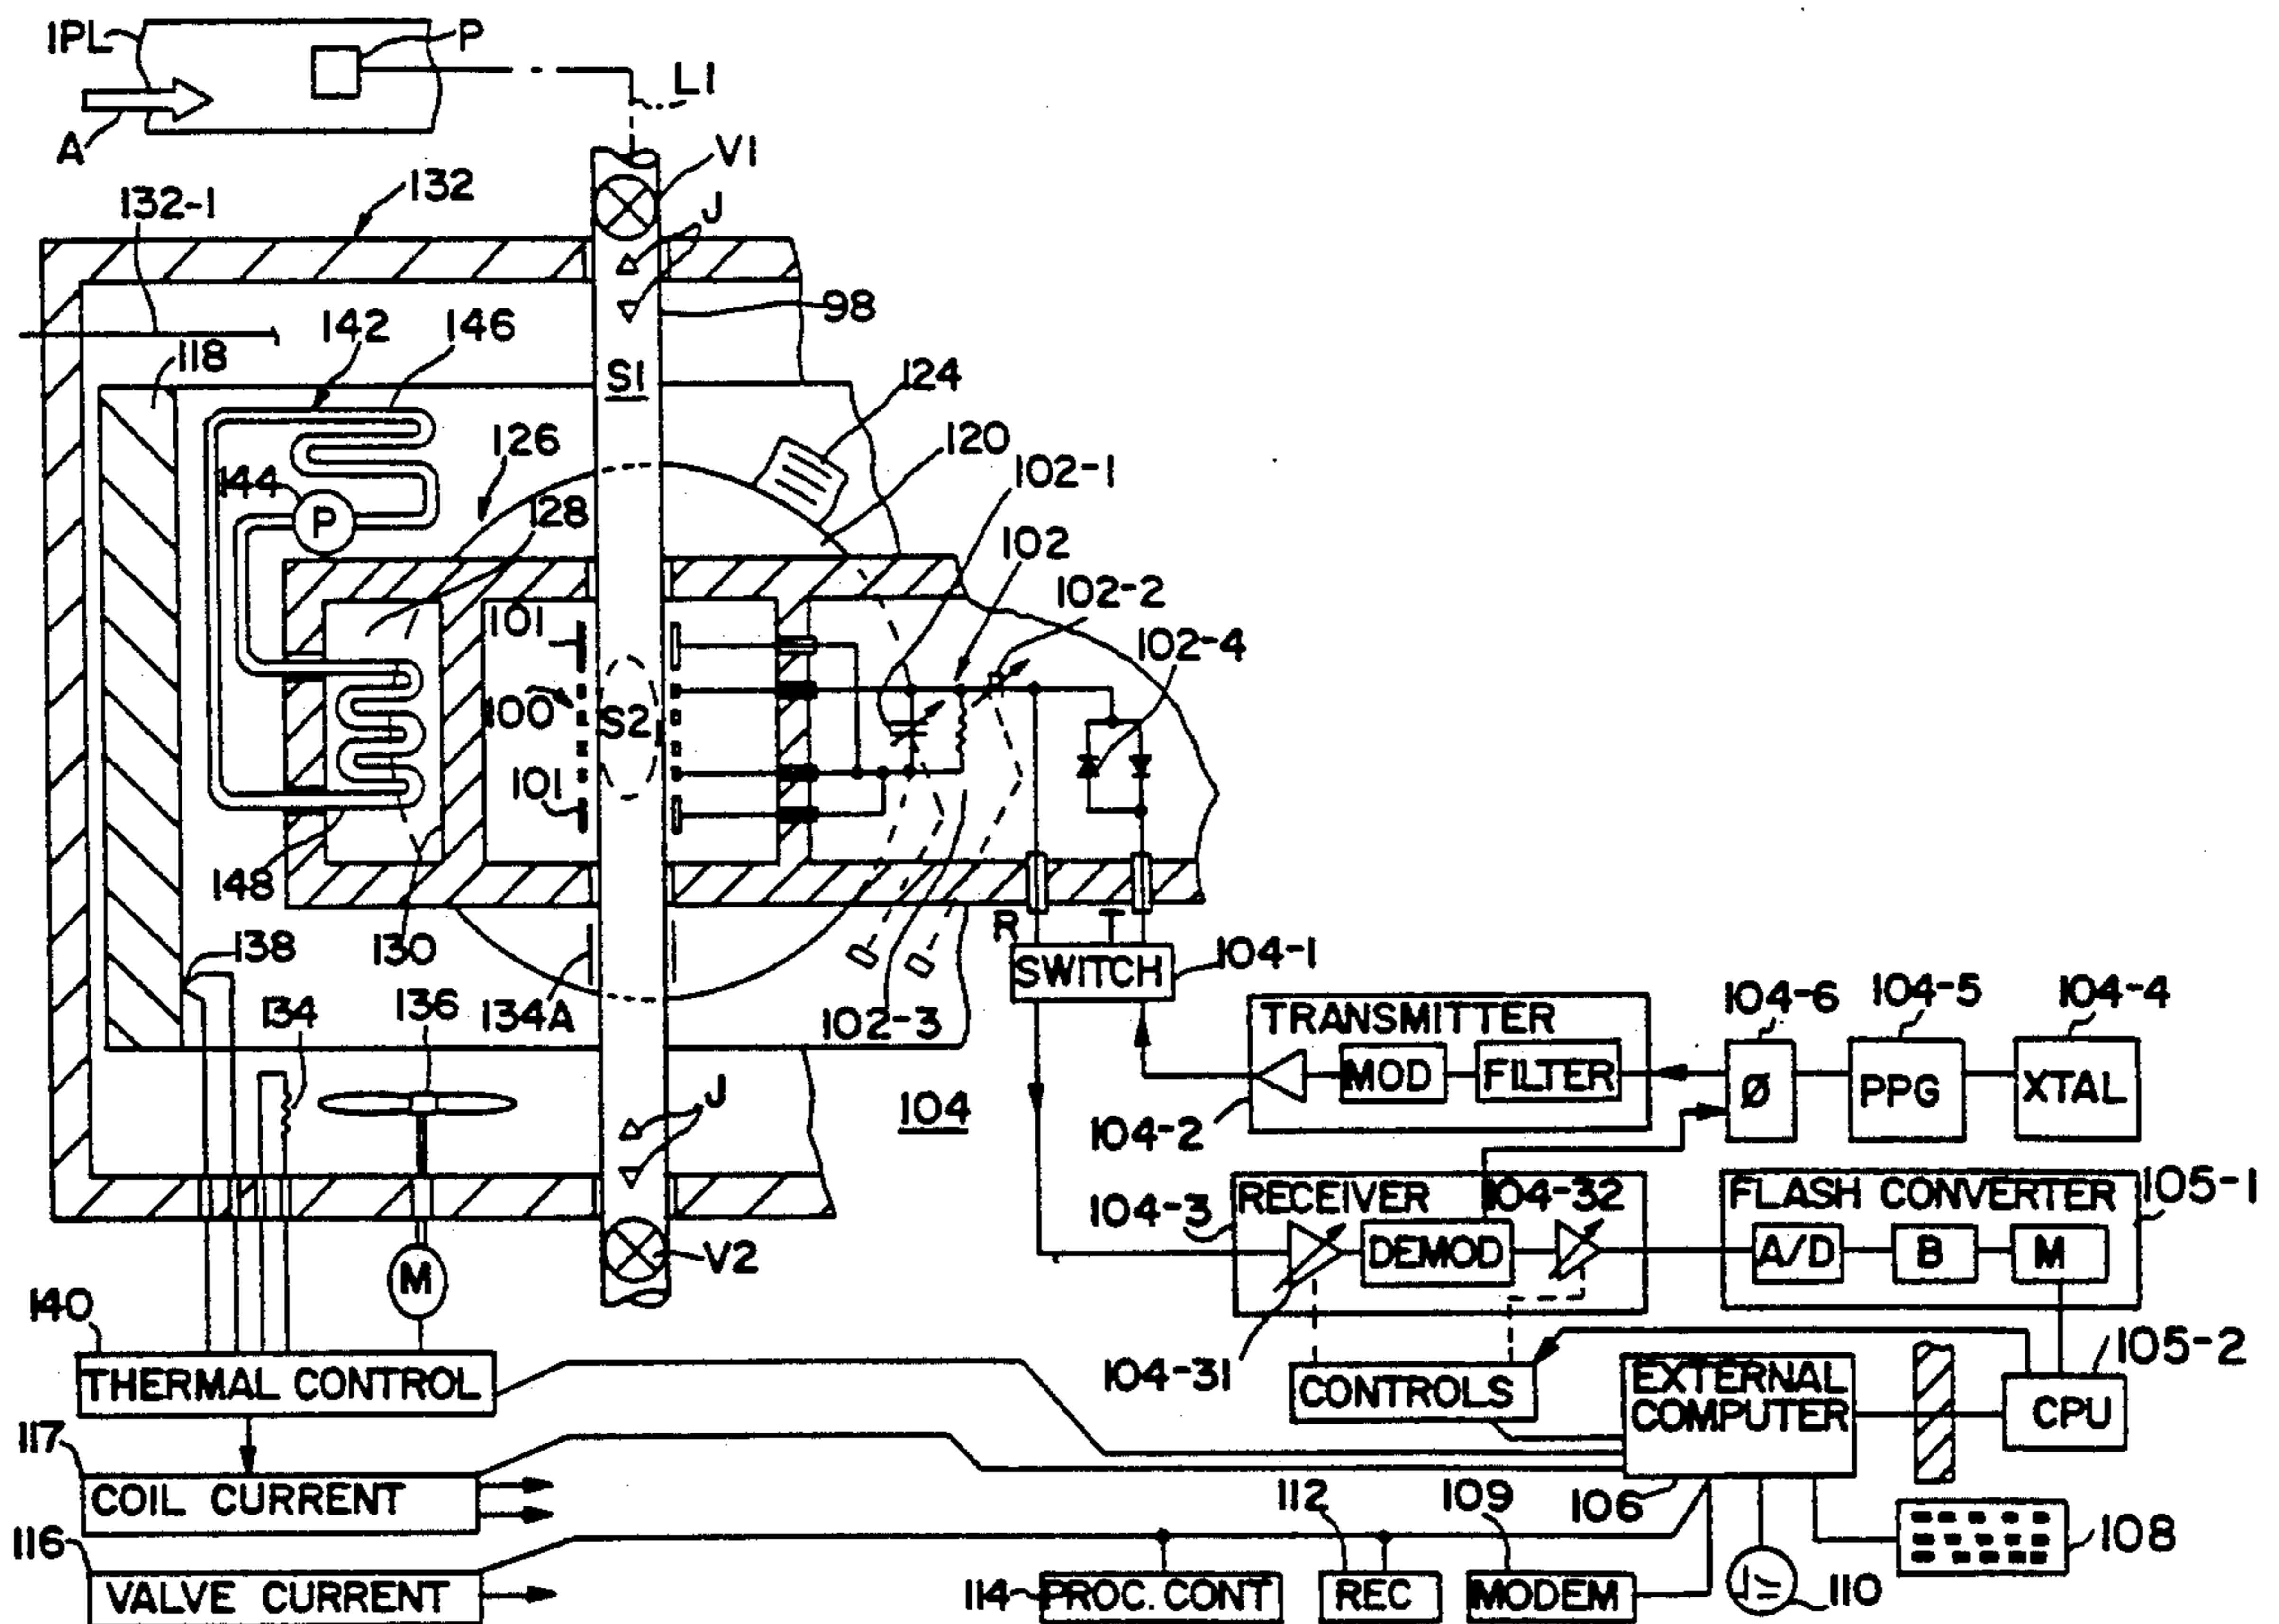 IPL
P
L1
A
V1
J
132
132-1
98
142
146
118
S1
124
120
126
102-1
144
P
128
102
102-2
101
102-4
100
S2
101
148
130
R
T
138
SWITCH
104-1
134
136
134A
102-3
TRANSMITTER
104-6
104-5
104-4
MOD
FILTER
Ø
PPG
XTAL
J
104
104-2
104-3
RECEIVER
104-32
FLASH CONVERTER
105-1
DEMOD
A/D
B
M
V2
M
140
104-31
105-2
THERMAL CONTROL
CONTROLS
EXTERNAL
COMPUTER
CPU
117
COIL CURRENT
112
109
106
116
108
VALVE CURRENT
114
PROC. CONT
REC
MODEM
110